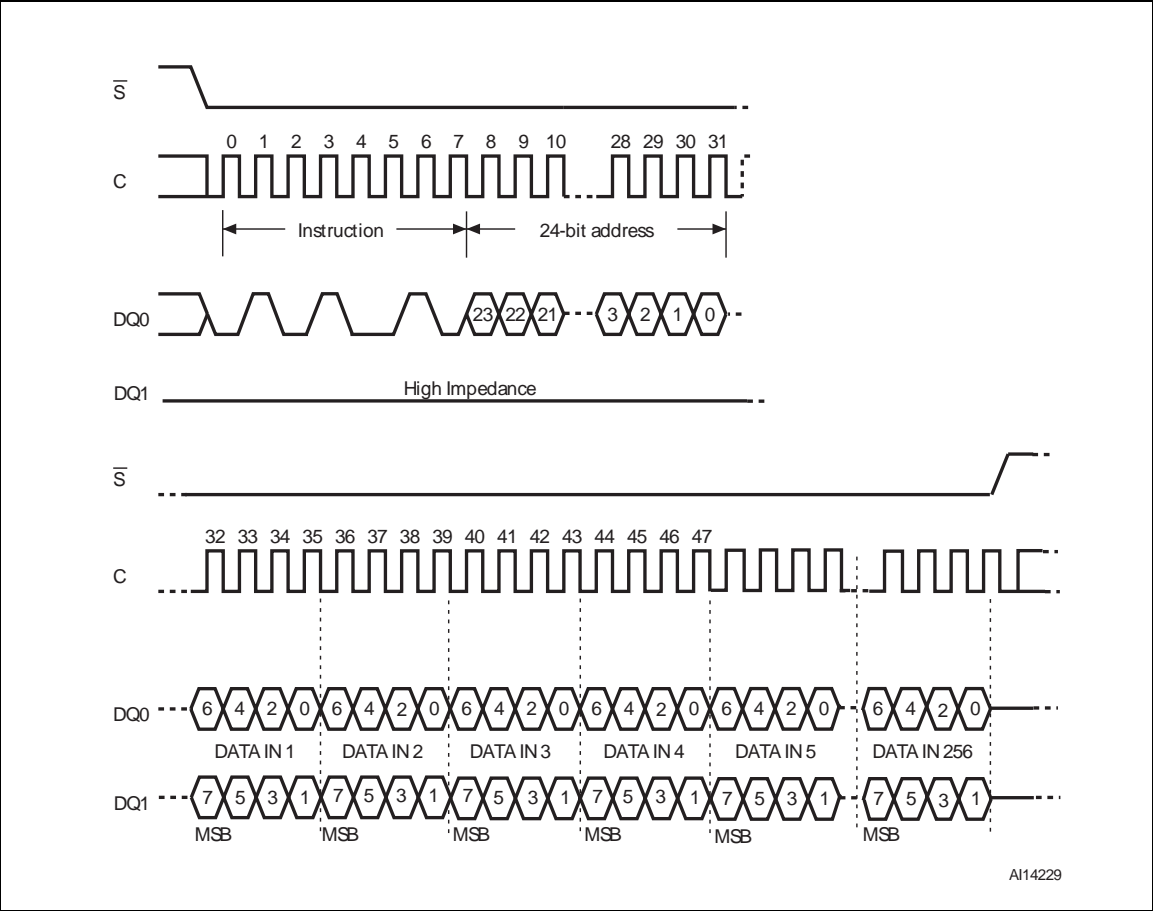 S
0 1 2 3 4 5 6 7 8 9 10 28 29 30 31
C
Instruction 24-bit address
DQ0 23 22 21 3 2 1 0
High Impedance
DQ1
S
32 33 34 35 36 37 38 39 40 41 42 43 44 45 46 47
C
DQ0 6 4 2 0 6 4 2 0 6 4 2 0 6 4 2 0 6 4 2 0 6 4 2 0
DATA IN 1 DATA IN 2 DATA IN 3 DATA IN 4 DATA IN 5 DATA IN 256
DQ1 7 5 3 1 7 5 3 1 7 5 3 1 7 5 3 1 7 5 3 1 7 5 3 1
MSB MSB MSB MSB MSB MSB
AI14229